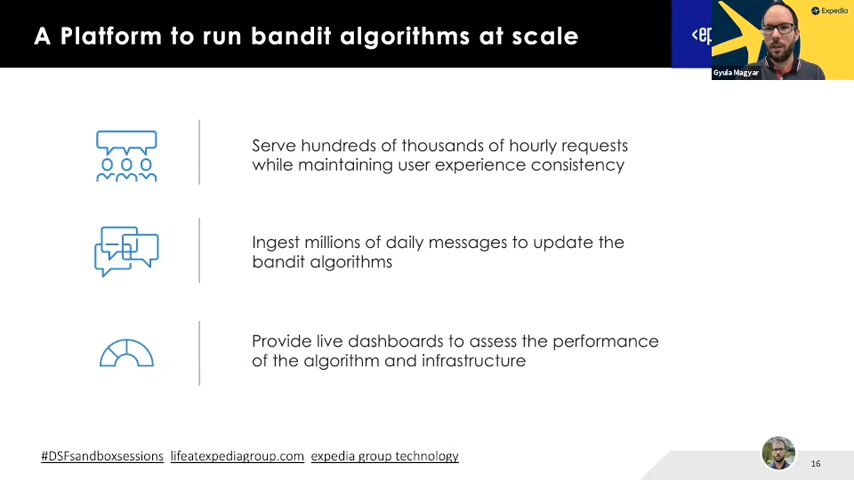 A Platform to run bandit algorithms at scale
Expedia
Gyula Magyar
Serve hundreds of thousands of hourly requests
while maintaining user experience consistency
Ingest millions of daily messages to update the
bandit algorithms
Provide live dashboards to assess the performance
of the algorithm and infrastructure
#DSFsandboxsessions lifeatexpediagroup.com expedia group technology
16